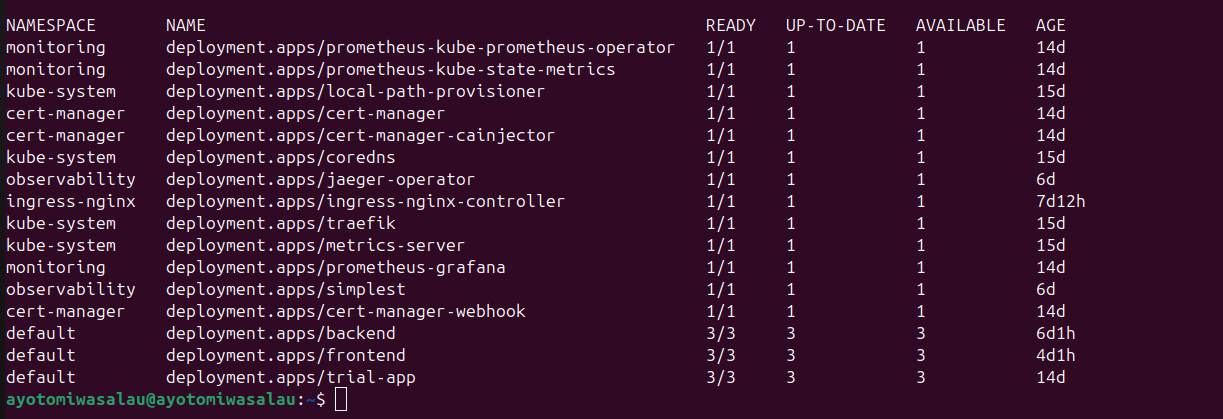 NAMESPACE NAME READY UP-TO-DATE AVAILABLE AGE
monitoring deployment.apps/prometheus-kube-prometheus-operator 1/1 1 1 14d
monitoring deployment.apps/prometheus-kube-state-metrics 1/1 1 1 14d
kube-system deployment.apps/local-path-provisioner 1/1 1 1 15d
cert-manager deployment.apps/cert-manager 1/1 1 1 14d
cert-manager deployment.apps/cert-manager-cainjector 1/1 1 1 14d
kube-system deployment.apps/coredns 1/1 1 1 15d
observability deployment.apps/jaeger-operator 1/1 1 1 6d
ingress-nginx deployment.apps/ingress-nginx-controller 1/1 1 1 7d12h
kube-system deployment.apps/traefik 1/1 1 1 15d
kube-system deployment.apps/metrics-server 1/1 1 1 15d
monitoring deployment.apps/prometheus-grafana 1/1 1 1 14d
observability deployment.apps/simplest 1/1 1 1 6d
cert-manager deployment.apps/cert-manager-webhook 1/1 1 1 14d
default deployment.apps/backend 3/3 3 3 6d1h
default deployment.apps/frontend 3/3 3 3 4d1h
default deployment.apps/trial-app 3/3 3 3 14d
ayotomiwasalau@ayotomiwasalau:~$